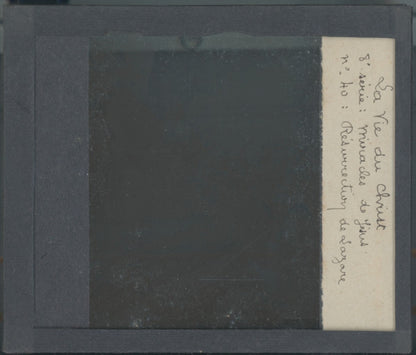 La Vie du Christ
8e série : Miracles de Jésus.
n° 40 : Résurrection de Lazare